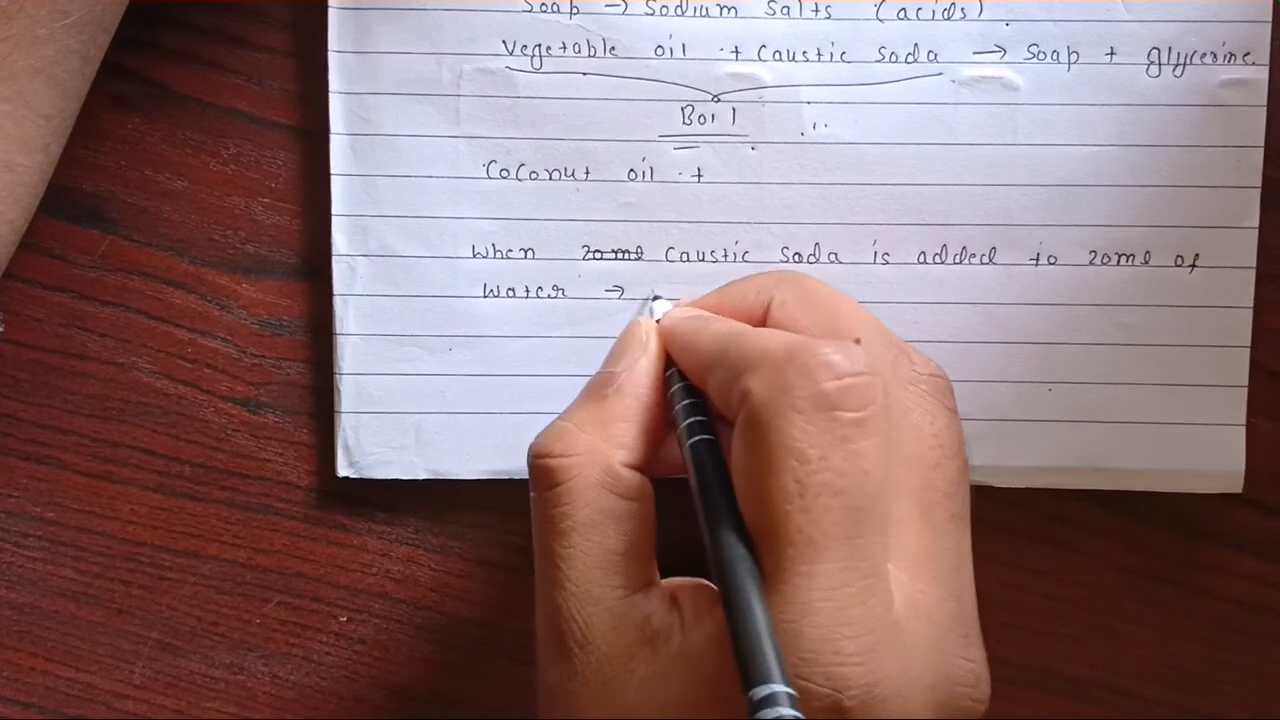 Soap → Sodium Salts (acids)
Vegetable oil + Caustic Soda → Soap + glycerine
Boil
Coconut oil +
When 20ml Caustic Soda is added to 20ml of
Water →